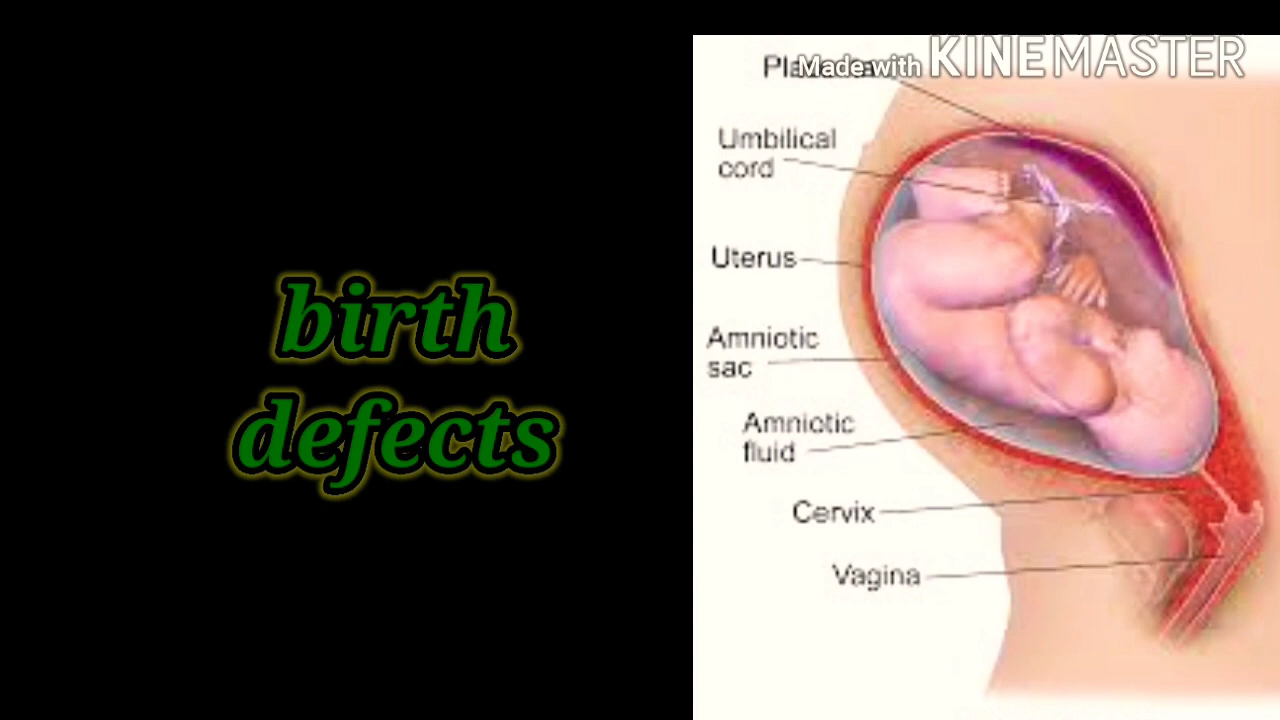 birth
defects
Made with KINEMASTER
Umbilical
cord
Uterus
Amniotic
sac
Amniotic
fluid
Cervix
Vagina